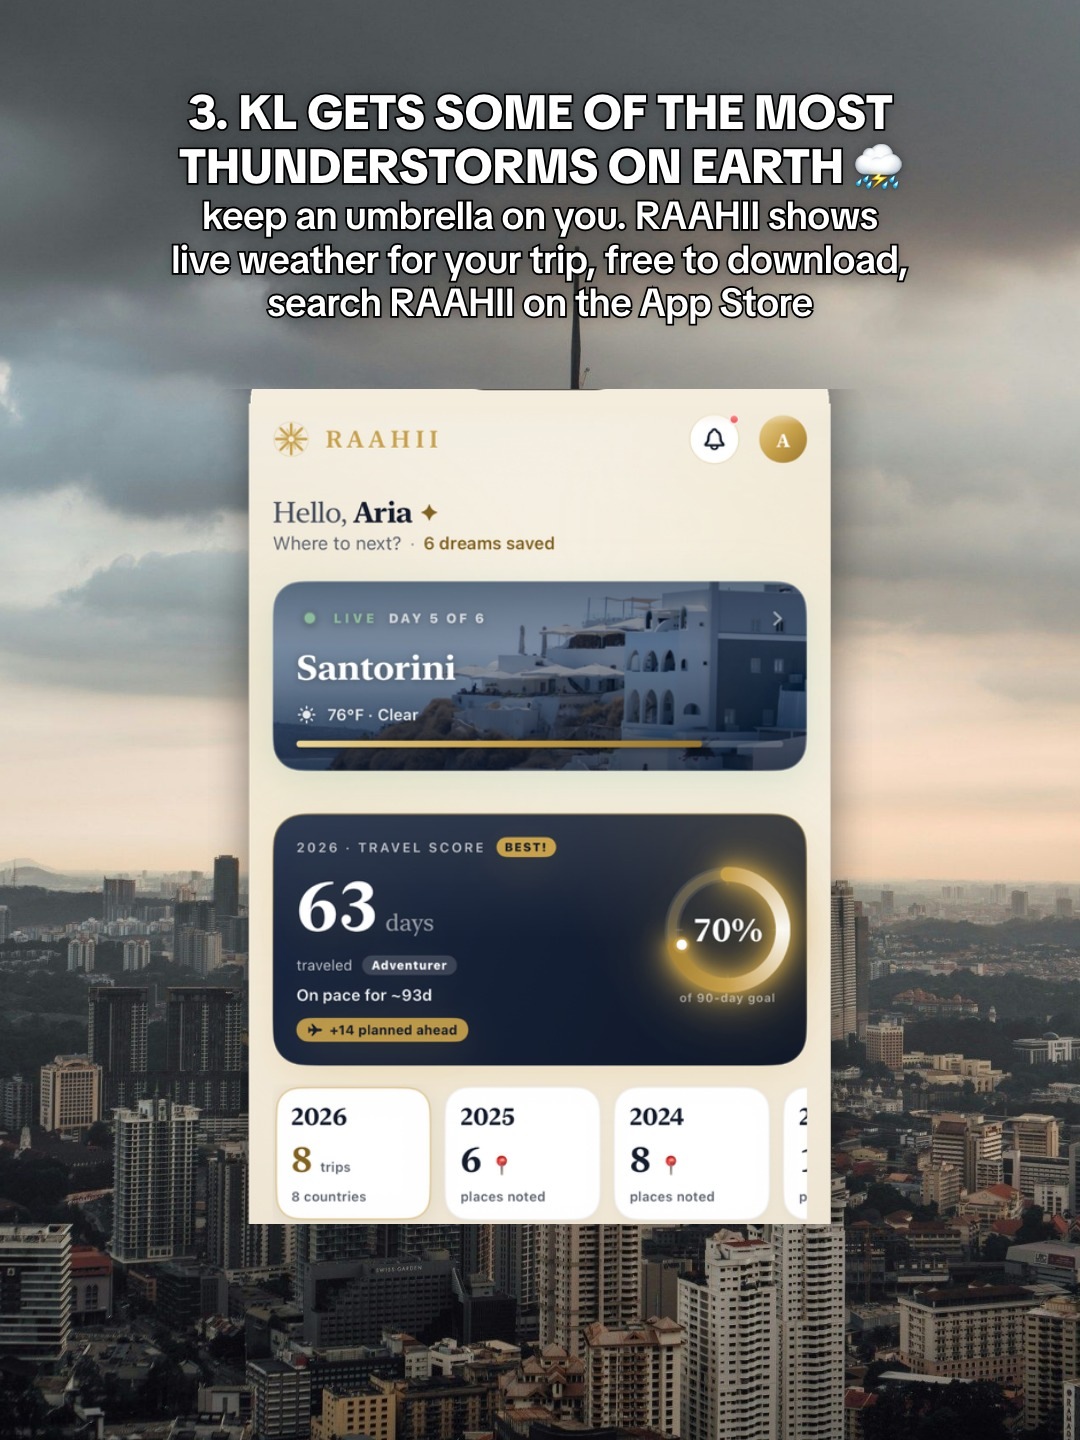 3. KL GETS SOME OF THE MOST
THUNDERSTORMS ON EARTH ⛈️
keep an umbrella on you. RAAHII shows
live weather for your trip, free to download,
search RAAHII on the App Store
RAAHII
A
Hello, Aria ✦
Where to next? · 6 dreams saved
LIVE DAY 5 OF 6
Santorini
76°F · Clear
2026 · TRAVEL SCORE BEST!
63 days
70%
traveled Adventurer
On pace for ~93d
of 90-day goal
+14 planned ahead
2026
8 trips
8 countries
2025
6 📍
places noted
2024
8 📍
places noted
SWISS GARDEN